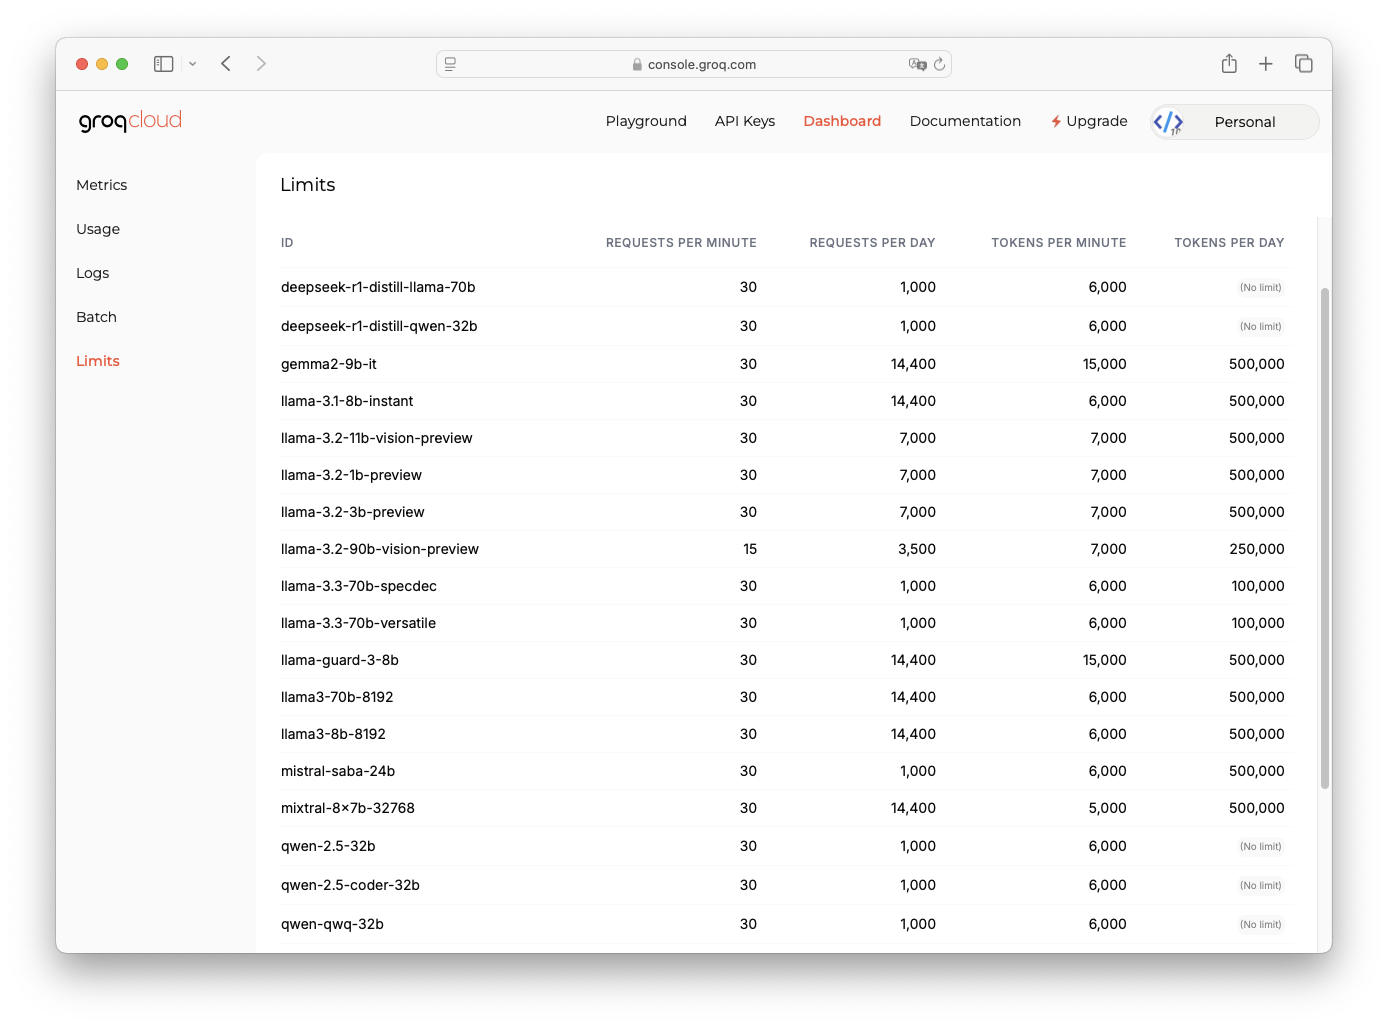 console.groq.com
groqcloud
Playground API Keys Dashboard Documentation Upgrade Personal
Metrics
Usage
Logs
Batch
Limits
Limits
ID REQUESTS PER MINUTE REQUESTS PER DAY TOKENS PER MINUTE TOKENS PER DAY
deepseek-r1-distill-llama-70b 30 1,000 6,000 (No limit)
deepseek-r1-distill-qwen-32b 30 1,000 6,000 (No limit)
gemma2-9b-it 30 14,400 15,000 500,000
llama-3.1-8b-instant 30 14,400 6,000 500,000
llama-3.2-11b-vision-preview 30 7,000 7,000 500,000
llama-3.2-1b-preview 30 7,000 7,000 500,000
llama-3.2-3b-preview 30 7,000 7,000 500,000
llama-3.2-90b-vision-preview 15 3,500 7,000 250,000
llama-3.3-70b-specdec 30 1,000 6,000 100,000
llama-3.3-70b-versatile 30 1,000 6,000 100,000
llama-guard-3-8b 30 14,400 15,000 500,000
llama3-70b-8192 30 14,400 6,000 500,000
llama3-8b-8192 30 14,400 6,000 500,000
mistral-saba-24b 30 1,000 6,000 500,000
mixtral-8×7b-32768 30 14,400 5,000 500,000
qwen-2.5-32b 30 1,000 6,000 (No limit)
qwen-2.5-coder-32b 30 1,000 6,000 (No limit)
qwen-qwq-32b 30 1,000 6,000 (No limit)